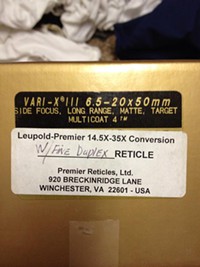 VARI-X®III 6.5-20x50mm
SIDE FOCUS, LONG RANGE, MATTE, TARGET
MULTICOAT 4™
Leupold-Premier 14.5X-35X Conversion
W/ Fine Duplex RETICLE
Premier Reticles, Ltd.
920 BRECKINRIDGE LANE
WINCHESTER, VA 22601 - USA